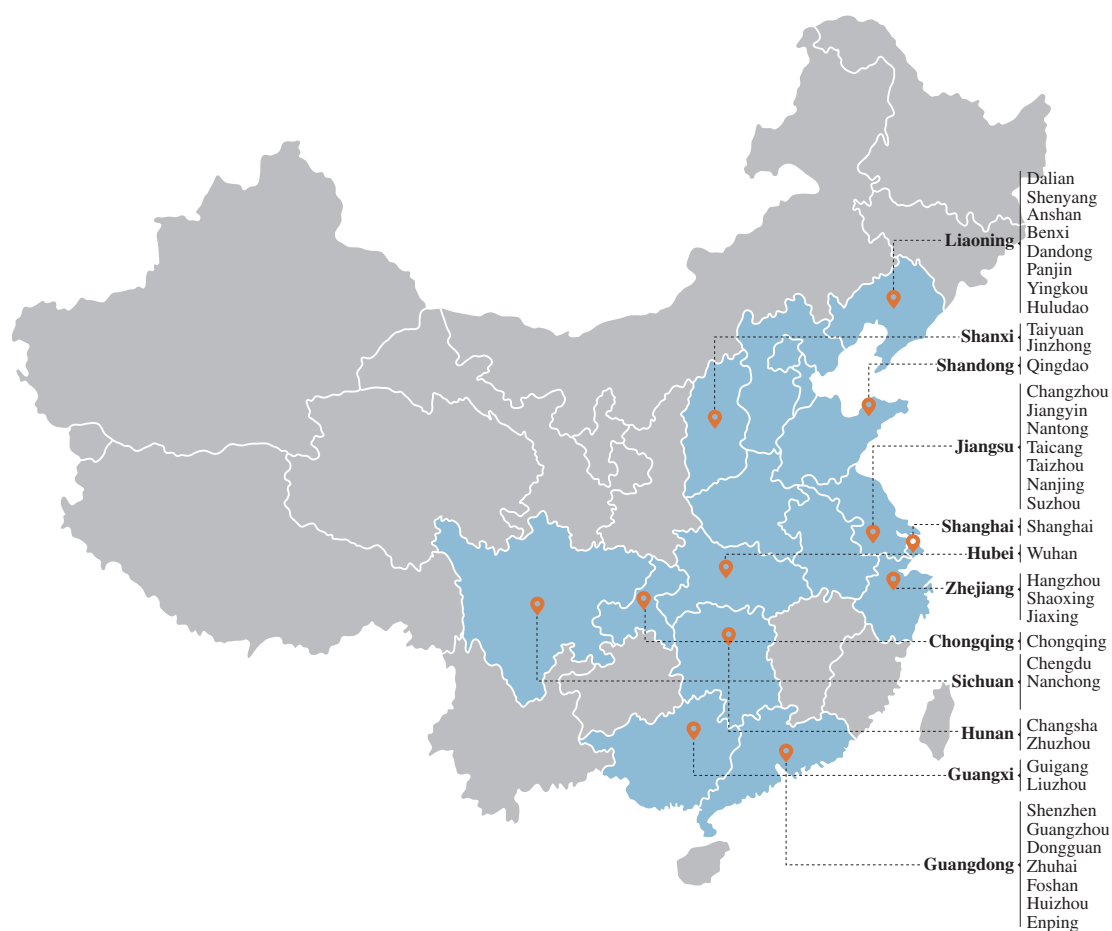 Liaoning
Dalian
Shenyang
Anshan
Benxi
Dandong
Panjin
Yingkou
Huludao
Shanxi
Taiyuan
Jinzhong
Shandong
Qingdao
Jiangsu
Changzhou
Jiangyin
Nantong
Taicang
Taizhou
Nanjing
Suzhou
Shanghai
Shanghai
Hubei
Wuhan
Zhejiang
Hangzhou
Shaoxing
Jiaxing
Chongqing
Chongqing
Sichuan
Chengdu
Nanchong
Hunan
Changsha
Zhuzhou
Guangxi
Guigang
Liuzhou
Guangdong
Shenzhen
Guangzhou
Dongguan
Zhuhai
Foshan
Huizhou
Enping